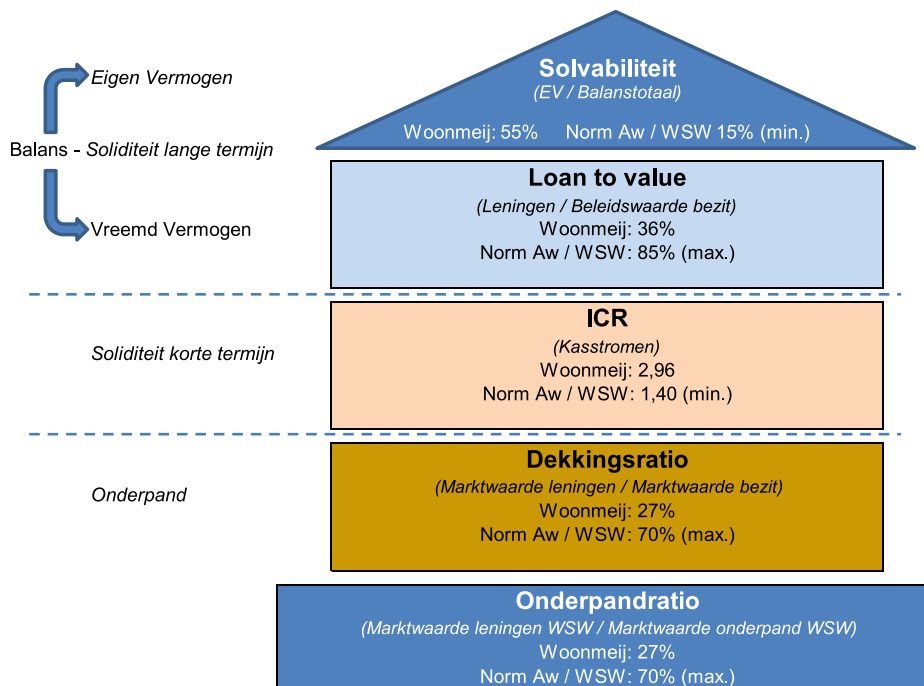 Solvabiliteit
(EV / Balanstotaal)
Woonmeij: 55% Norm Aw / WSW 15% (min.)
Eigen Vermogen
Balans - Soliditeit lange termijn
Vreemd Vermogen
Loan to value
(Leningen / Beleidswaarde bezit)
Woonmeij: 36%
Norm Aw / WSW: 85% (max.)
Soliditeit korte termijn
ICR
(Kasstromen)
Woonmeij: 2,96
Norm Aw / WSW: 1,40 (min.)
Onderpand
Dekkingsratio
(Marktwaarde leningen / Marktwaarde bezit)
Woonmeij: 27%
Norm Aw / WSW: 70% (max.)
Onderpandratio
(Marktwaarde leningen WSW / Marktwaarde onderpand WSW)
Woonmeij: 27%
Norm Aw / WSW: 70% (max.)